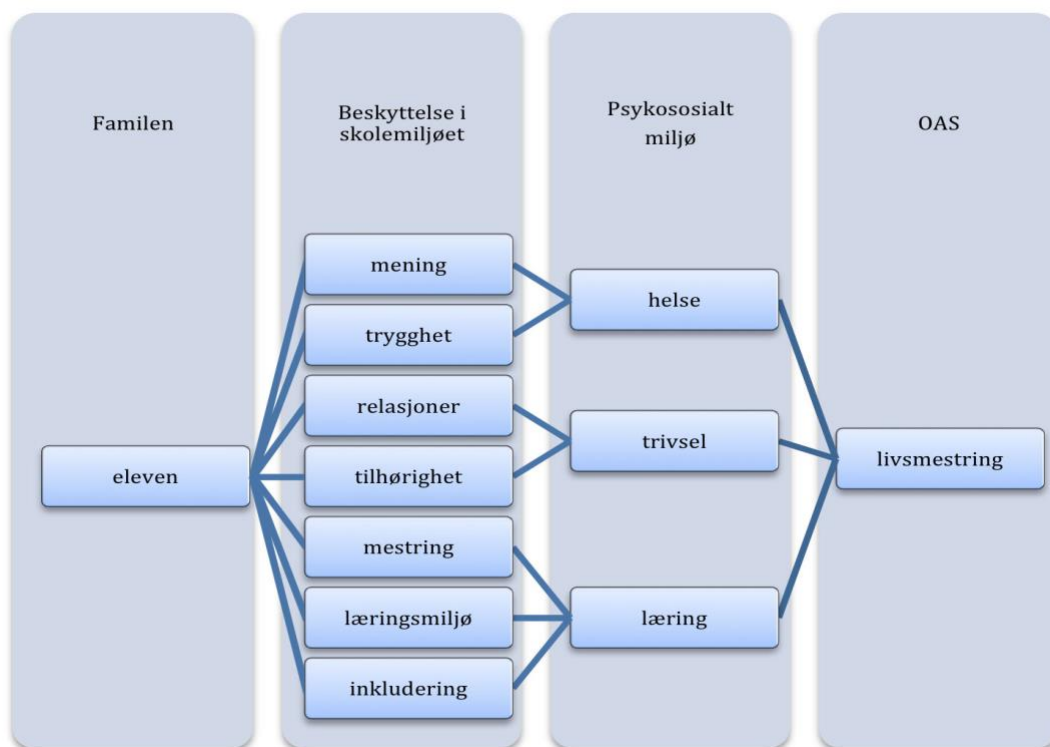 Familen
Beskyttelse i
skolemiljøet
Psykososialt
miljø
OAS
eleven
mening
trygghet
relasjoner
tilhørighet
mestring
læringsmiljø
inkludering
helse
trivsel
læring
livsmestring